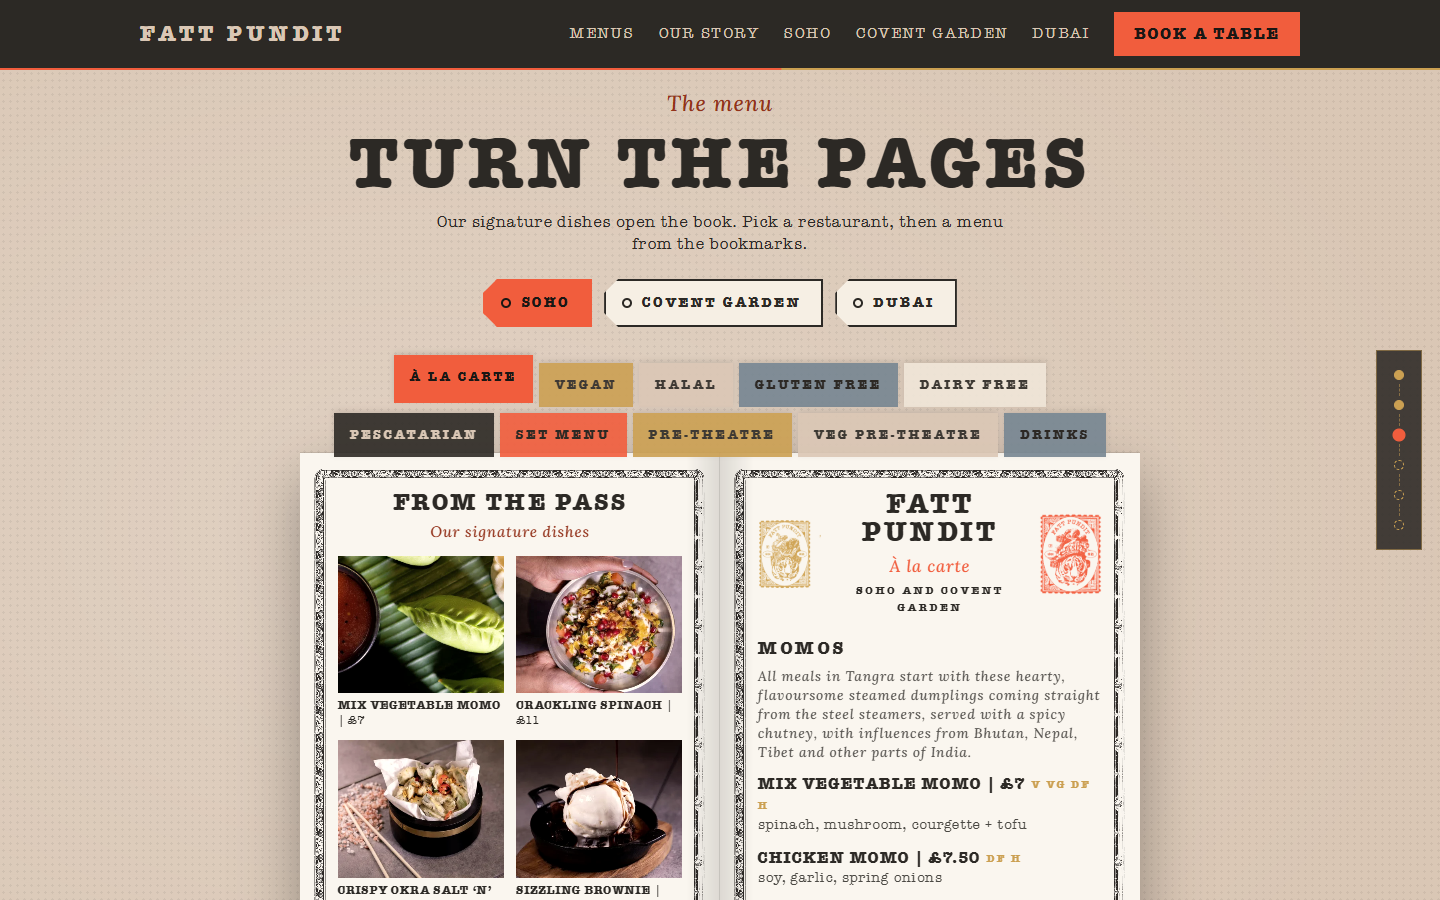 FATT PUNDIT
MENUS
OUR STORY
SOHO
COVENT GARDEN
DUBAI
BOOK A TABLE
The menu
TURN THE PAGES
Our signature dishes open the book. Pick a restaurant, then a menu
from the bookmarks.
SOHO
COVENT GARDEN
DUBAI
À LA CARTE
VEGAN
HALAL
GLUTEN FREE
DAIRY FREE
PESCATARIAN
SET MENU
PRE-THEATRE
VEG PRE-THEATRE
DRINKS
FROM THE PASS
Our signature dishes
MIX VEGETABLE MOMO
| £7
CRACKLING SPINACH |
£11
CRISPY OKRA SALT ‘N’
SIZZLING BROWNIE |
FATT
PUNDIT
À la carte
SOHO AND COVENT
GARDEN
FATT PUNDIT
FATT PUNDIT
MOMOS
All meals in Tangra start with these hearty,
flavoursome steamed dumplings coming straight
from the steel steamers, served with a spicy
chutney, with influences from Bhutan, Nepal,
Tibet and other parts of India.
MIX VEGETABLE MOMO | £7 V VG DF
H
spinach, mushroom, courgette + tofu
CHICKEN MOMO | £7.50 DF H
soy, garlic, spring onions